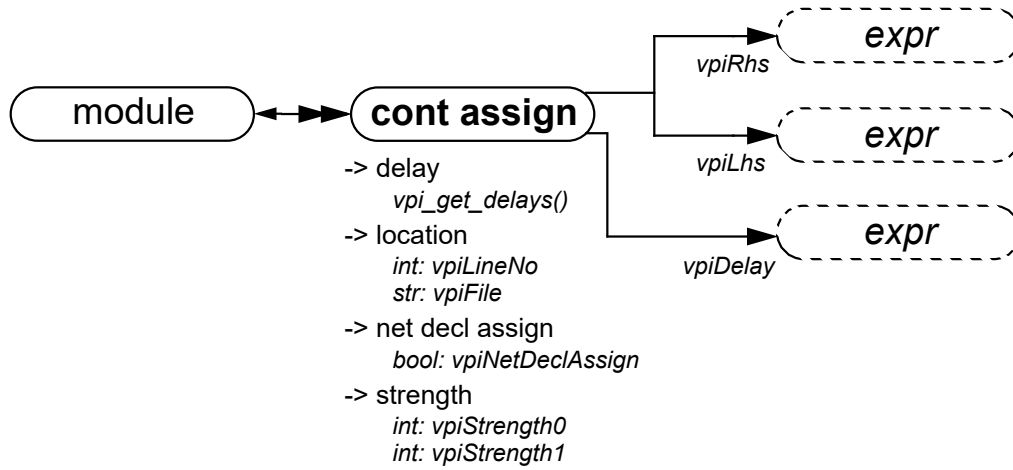 expr
vpiRhs
module
cont assign
expr
vpiLhs
-> delay
vpi_get_delays()
expr
-> location
int: vpiLineNo
vpiDelay
str: vpiFile
-> net decl assign
bool: vpiNetDeclAssign
-> strength
int: vpiStrength0
int: vpiStrength1